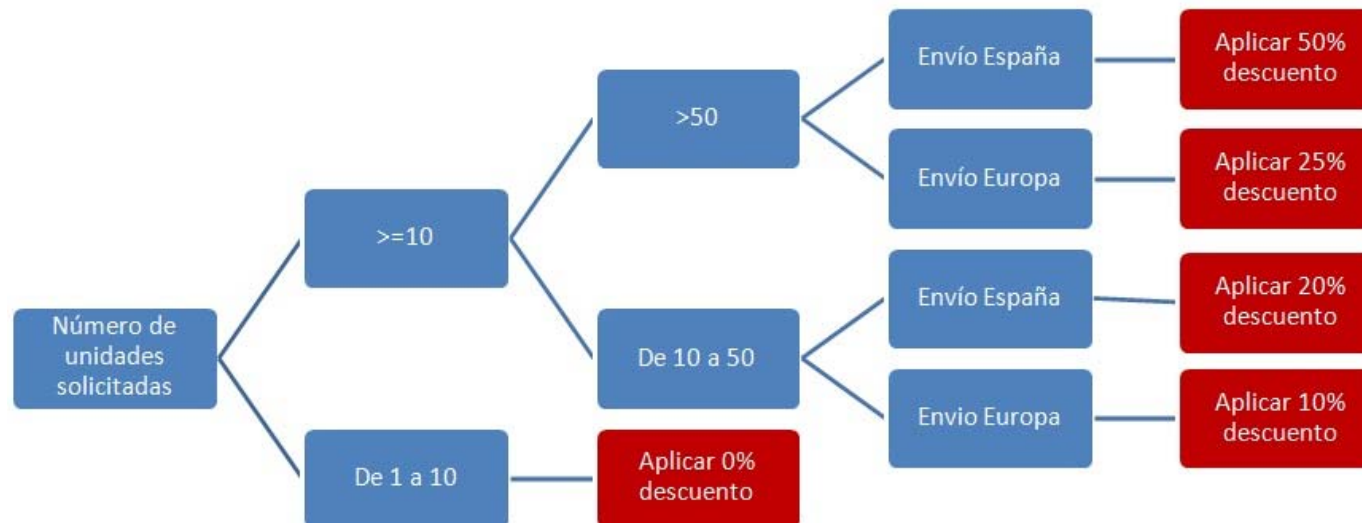 Número de
unidades
solicitadas
>=10
>50
Envío España
Aplicar 50%
descuento
Envío Europa
Aplicar 25%
descuento
De 10 a 50
Envío España
Aplicar 20%
descuento
Envio Europa
Aplicar 10%
descuento
De 1 a 10
Aplicar 0%
descuento